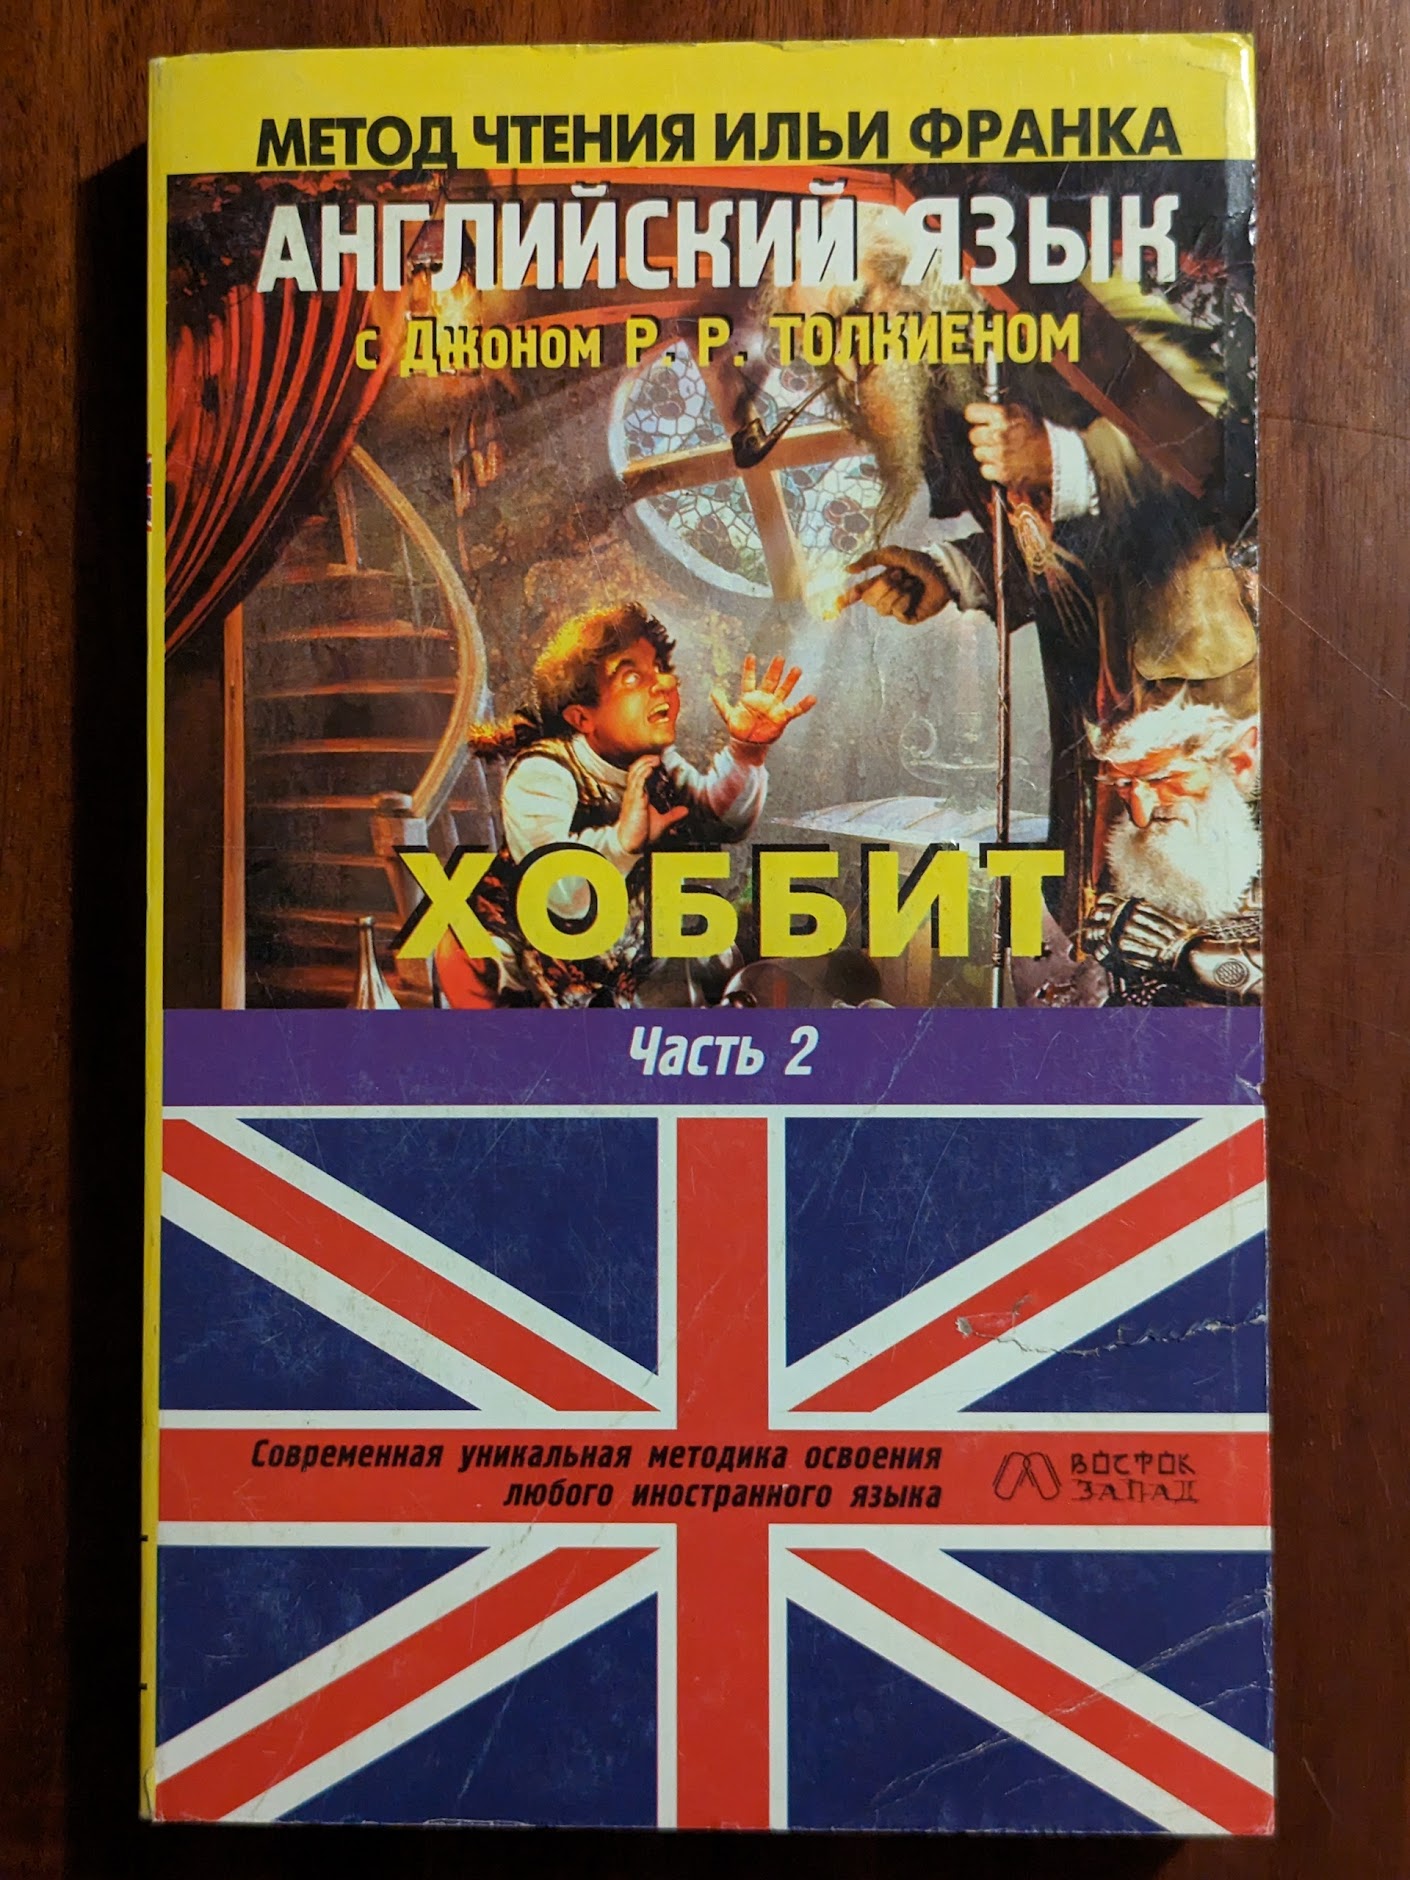 МЕТОД ЧТЕНИЯ ИЛЬИ ФРАНКА
АНГЛИЙСКИЙ ЯЗЫК
с Джоном Р. Р. ТОЛКИЕНОМ
ХОББИТ
Часть 2
Современная уникальная методика освоения
любого иностранного языка
ВОСТОК
ЗАПАД